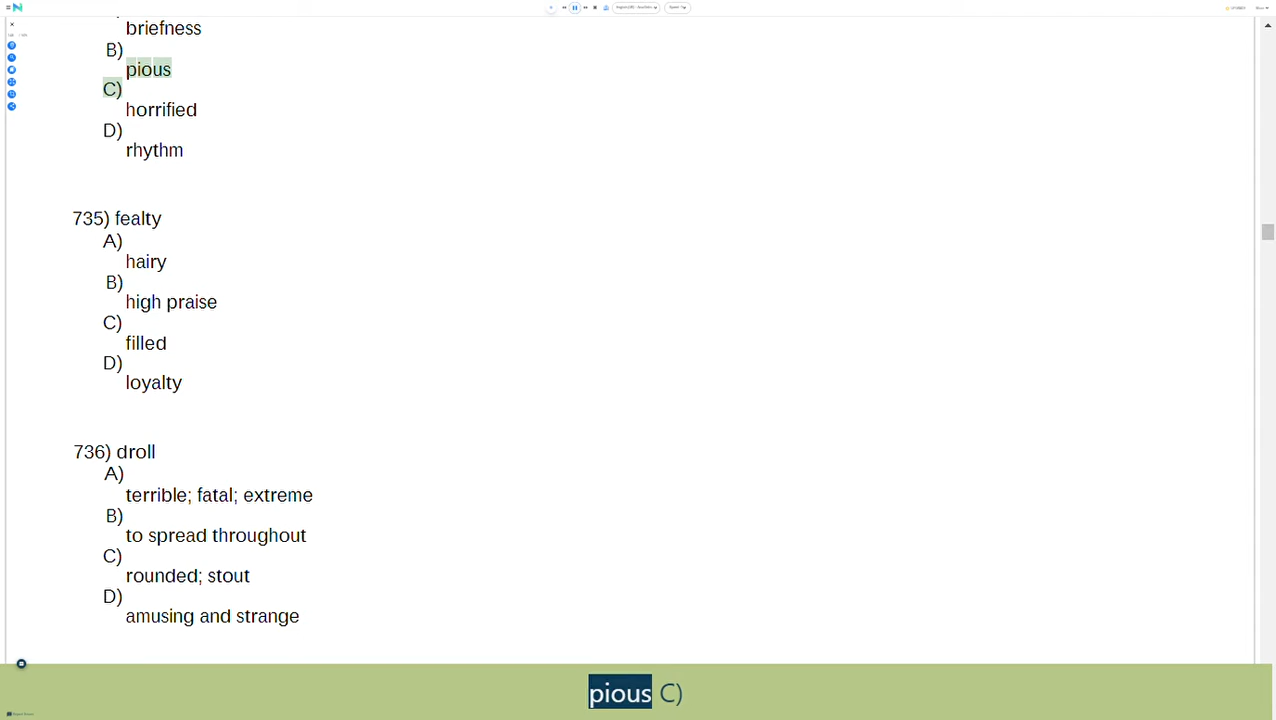 briefness
B)
pious
C)
horrified
D)
rhythm
735) fealty
A)
hairy
B)
high praise
C)
filled
D)
loyalty
736) droll
A)
terrible; fatal; extreme
B)
to spread throughout
C)
rounded; stout
D)
amusing and strange
pious C)